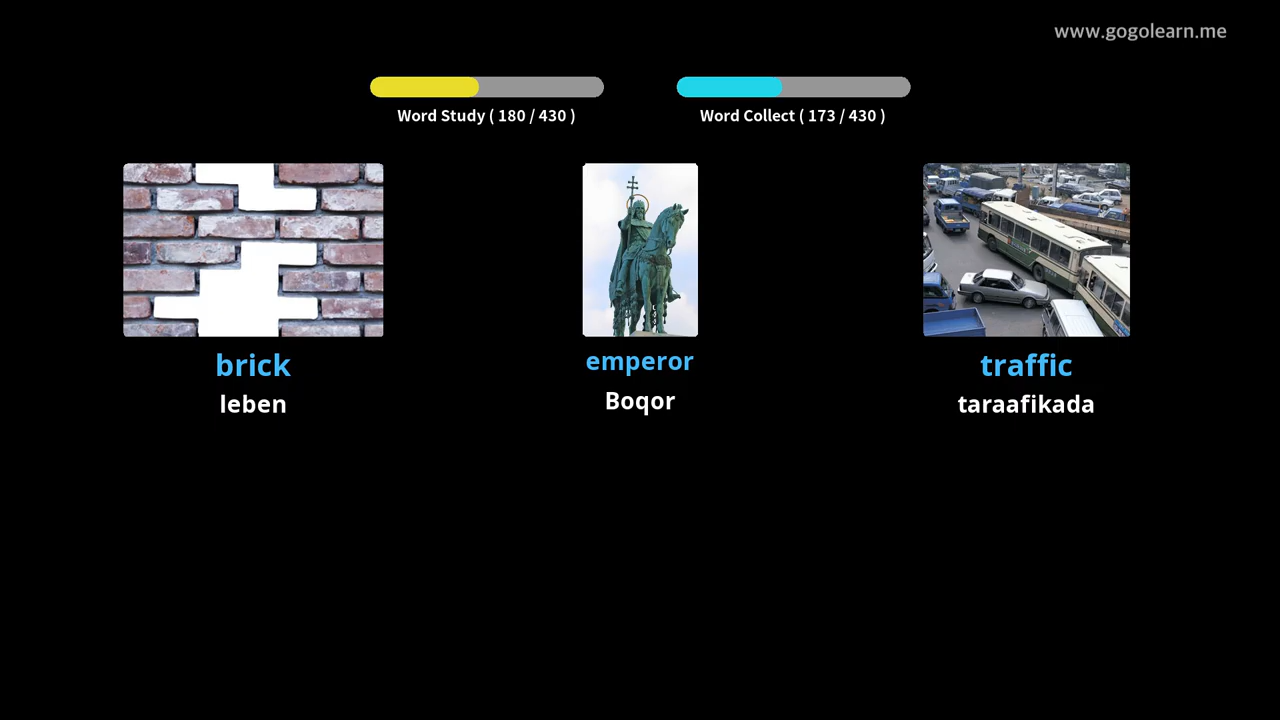 www.gogolearn.me
Word Study ( 180 / 430 )
Word Collect ( 173 / 430 )
brick
leben
emperor
Boqor
traffic
taraafikada